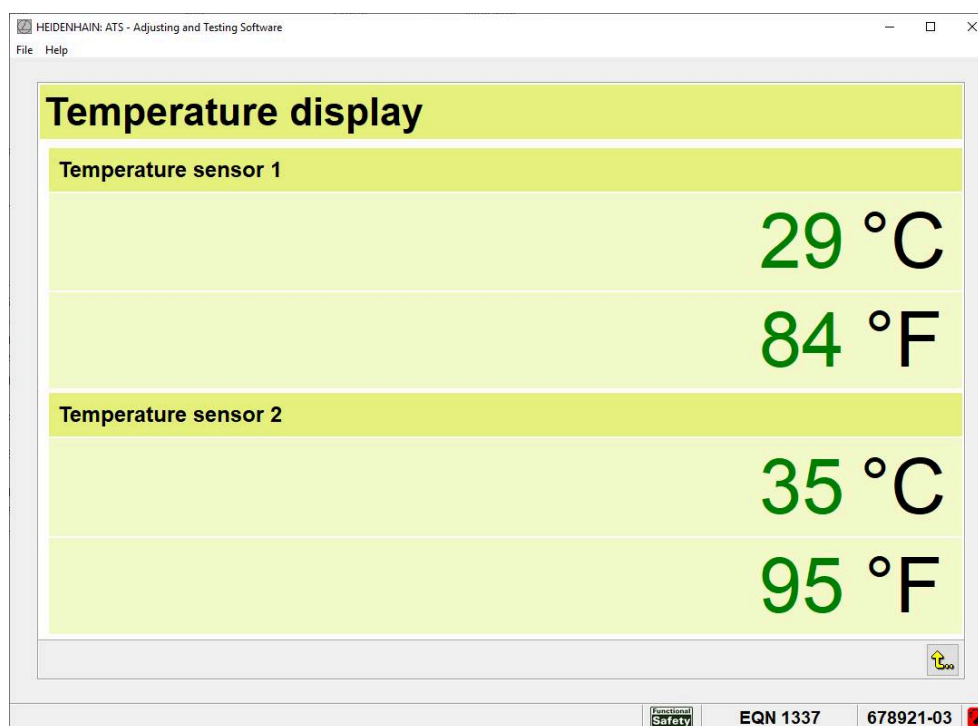 HEIDENHAIN: ATS - Adjusting and Testing Software
File Help
Temperature display
Temperature sensor 1
29 °C
84 °F
Temperature sensor 2
35 °C
95 °F
Functional Safety EQN 1337 678921-03